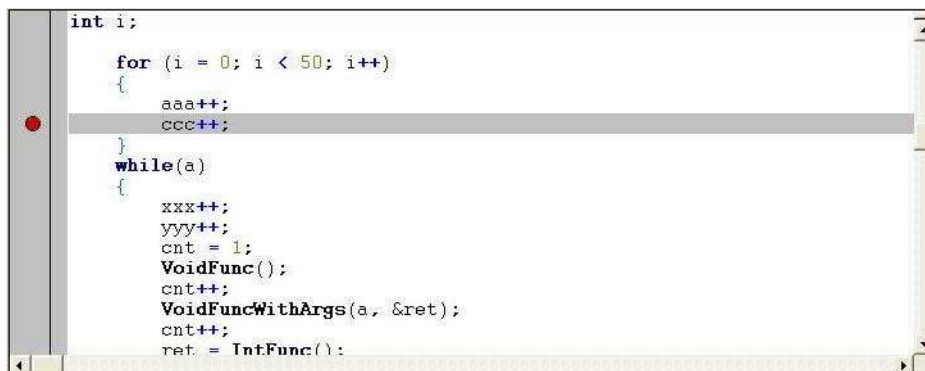 int i;
for (i = 0; i < 50; i++)
{
aaa++;
ccc++;
}
while(a)
{
xxx++;
yyy++;
cnt = 1;
VoidFunc();
cnt++;
VoidFuncWithArgs(a, &ret);
cnt++;
ret = IntFunc();